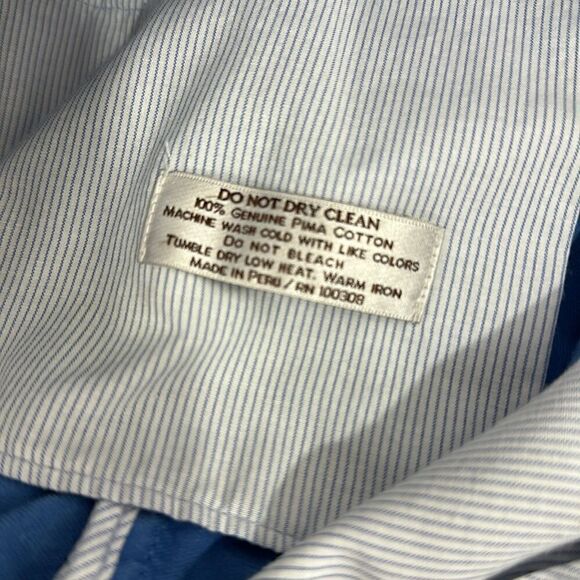 DO NOT DRY CLEAN
100% GENUINE PIMA COTTON
MACHINE WASH COLD WITH LIKE COLORS
DO NOT BLEACH
TUMBLE DRY LOW HEAT. WARM IRON
MADE IN PERU / RN 100308